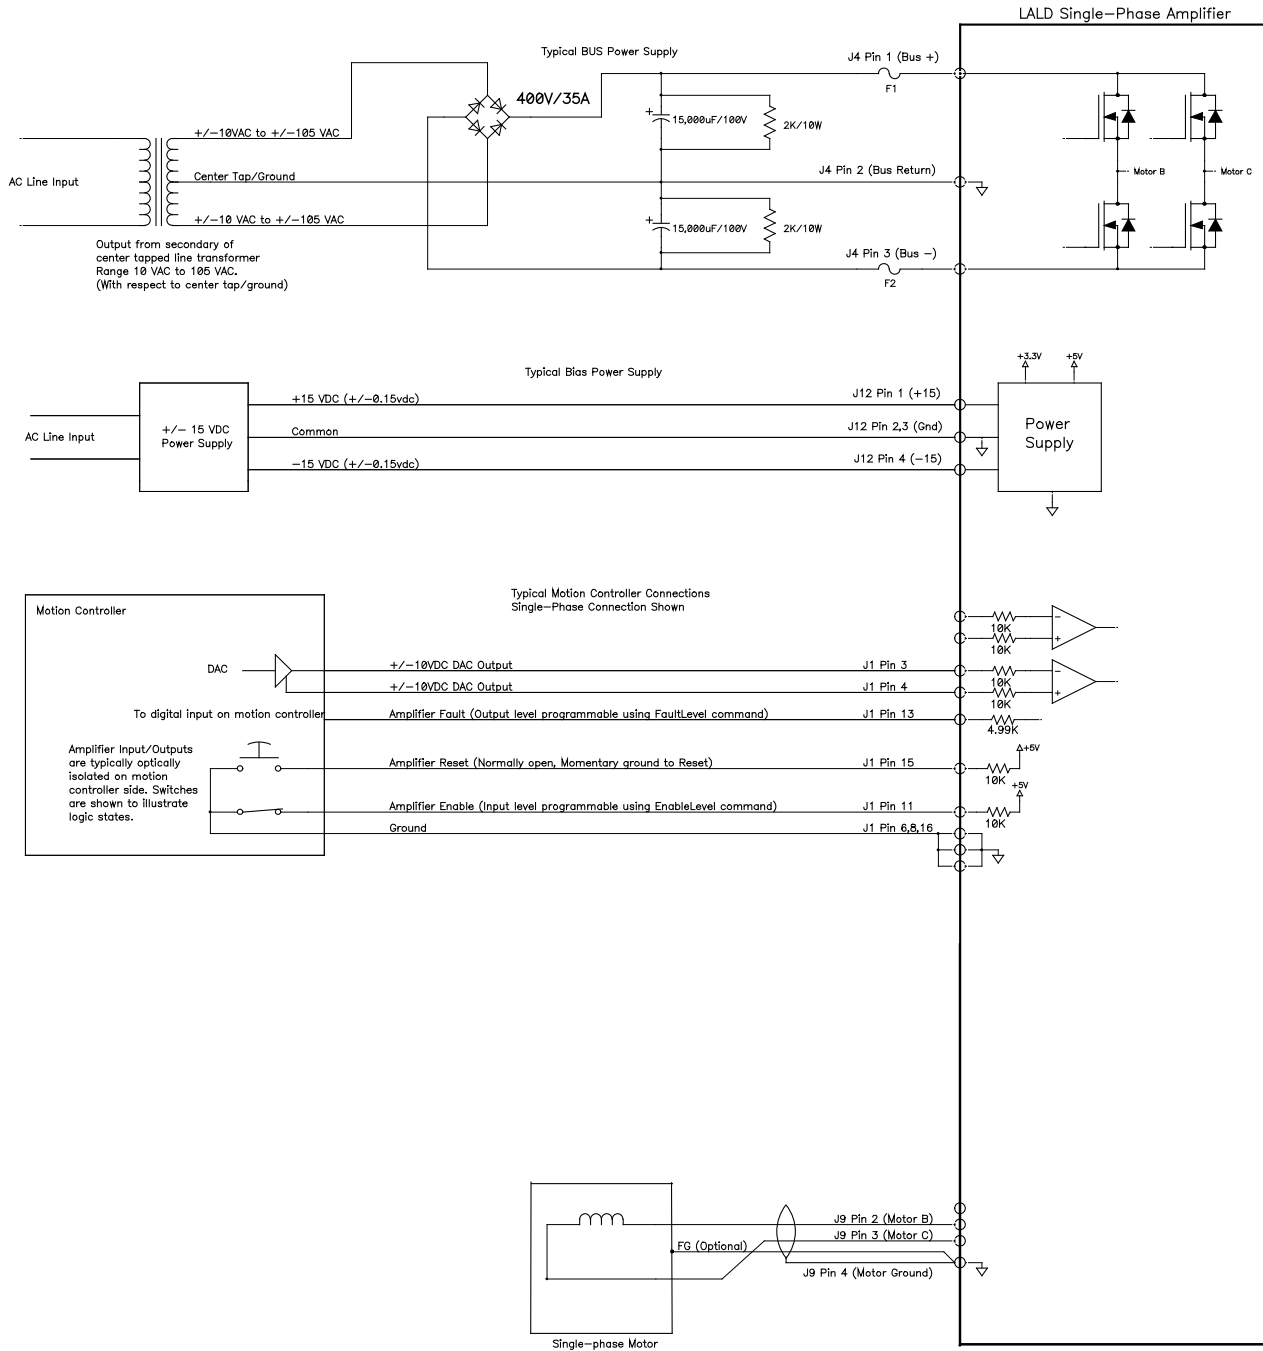 LALD Single-Phase Amplifier
Typical BUS Power Supply
J4 Pin 1 (Bus +)
F1
400V/35A
+/-10VAC to +/-105 VAC
+
15,000uF/100V
2K/10W
AC Line Input
Center Tap/Ground
J4 Pin 2 (Bus Return)
Motor B
Motor C
+/-10 VAC to +/-105 VAC
+
15,000uF/100V
2K/10W
Output from secondary of
center tapped line transformer
Range 10 VAC to 105 VAC.
(With respect to center tap/ground)
J4 Pin 3 (Bus -)
F2
Typical Bias Power Supply
+3.3V
+5V
+15 VDC (+/-0.15vdc)
J12 Pin 1 (+15)
AC Line Input
+/- 15 VDC
Power Supply
Common
J12 Pin 2,3 (Gnd)
Power
Supply
-15 VDC (+/-0.15vdc)
J12 Pin 4 (-15)
Typical Motion Controller Connections
Single-Phase Connection Shown
Motion Controller
10K
-
+
10K
DAC
+/-10VDC DAC Output
J1 Pin 3
10K
-
+/-10VDC DAC Output
J1 Pin 4
10K
+
To digital input on motion controller
Amplifier Fault (Output level programmable using FaultLevel command)
J1 Pin 13
4.99K
Amplifier Input/Outputs
are typically optically
isolated on motion
controller side. Switches
are shown to illustrate
logic states.
Amplifier Reset (Normally open, Momentary ground to Reset)
J1 Pin 15
+5V
10K
Amplifier Enable (Input level programmable using EnableLevel command)
J1 Pin 11
+5V
10K
Ground
J1 Pin 6,8,16
J9 Pin 2 (Motor B)
J9 Pin 3 (Motor C)
FG (Optional)
J9 Pin 4 (Motor Ground)
Single-phase Motor